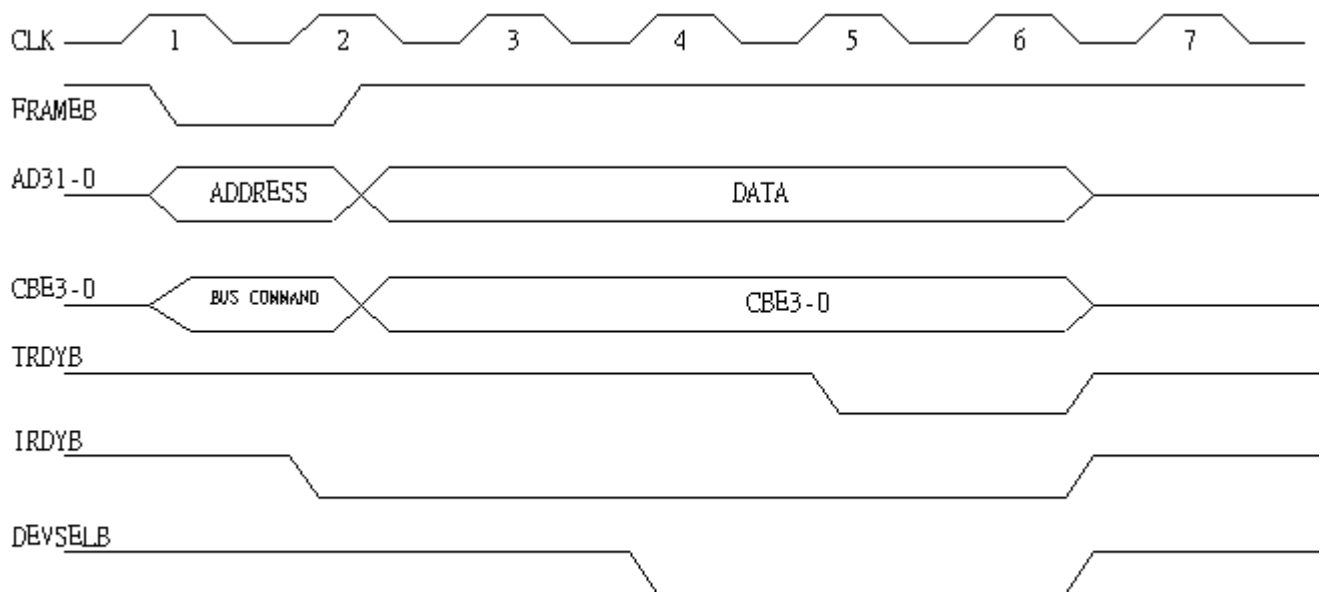 CLK 1 2 3 4 5 6 7
FRAMEB
AD31-0 ADDRESS DATA
CBE3-0 BUS COMMAND CBE3-0
TRDYB
IRDYB
DEVSELB